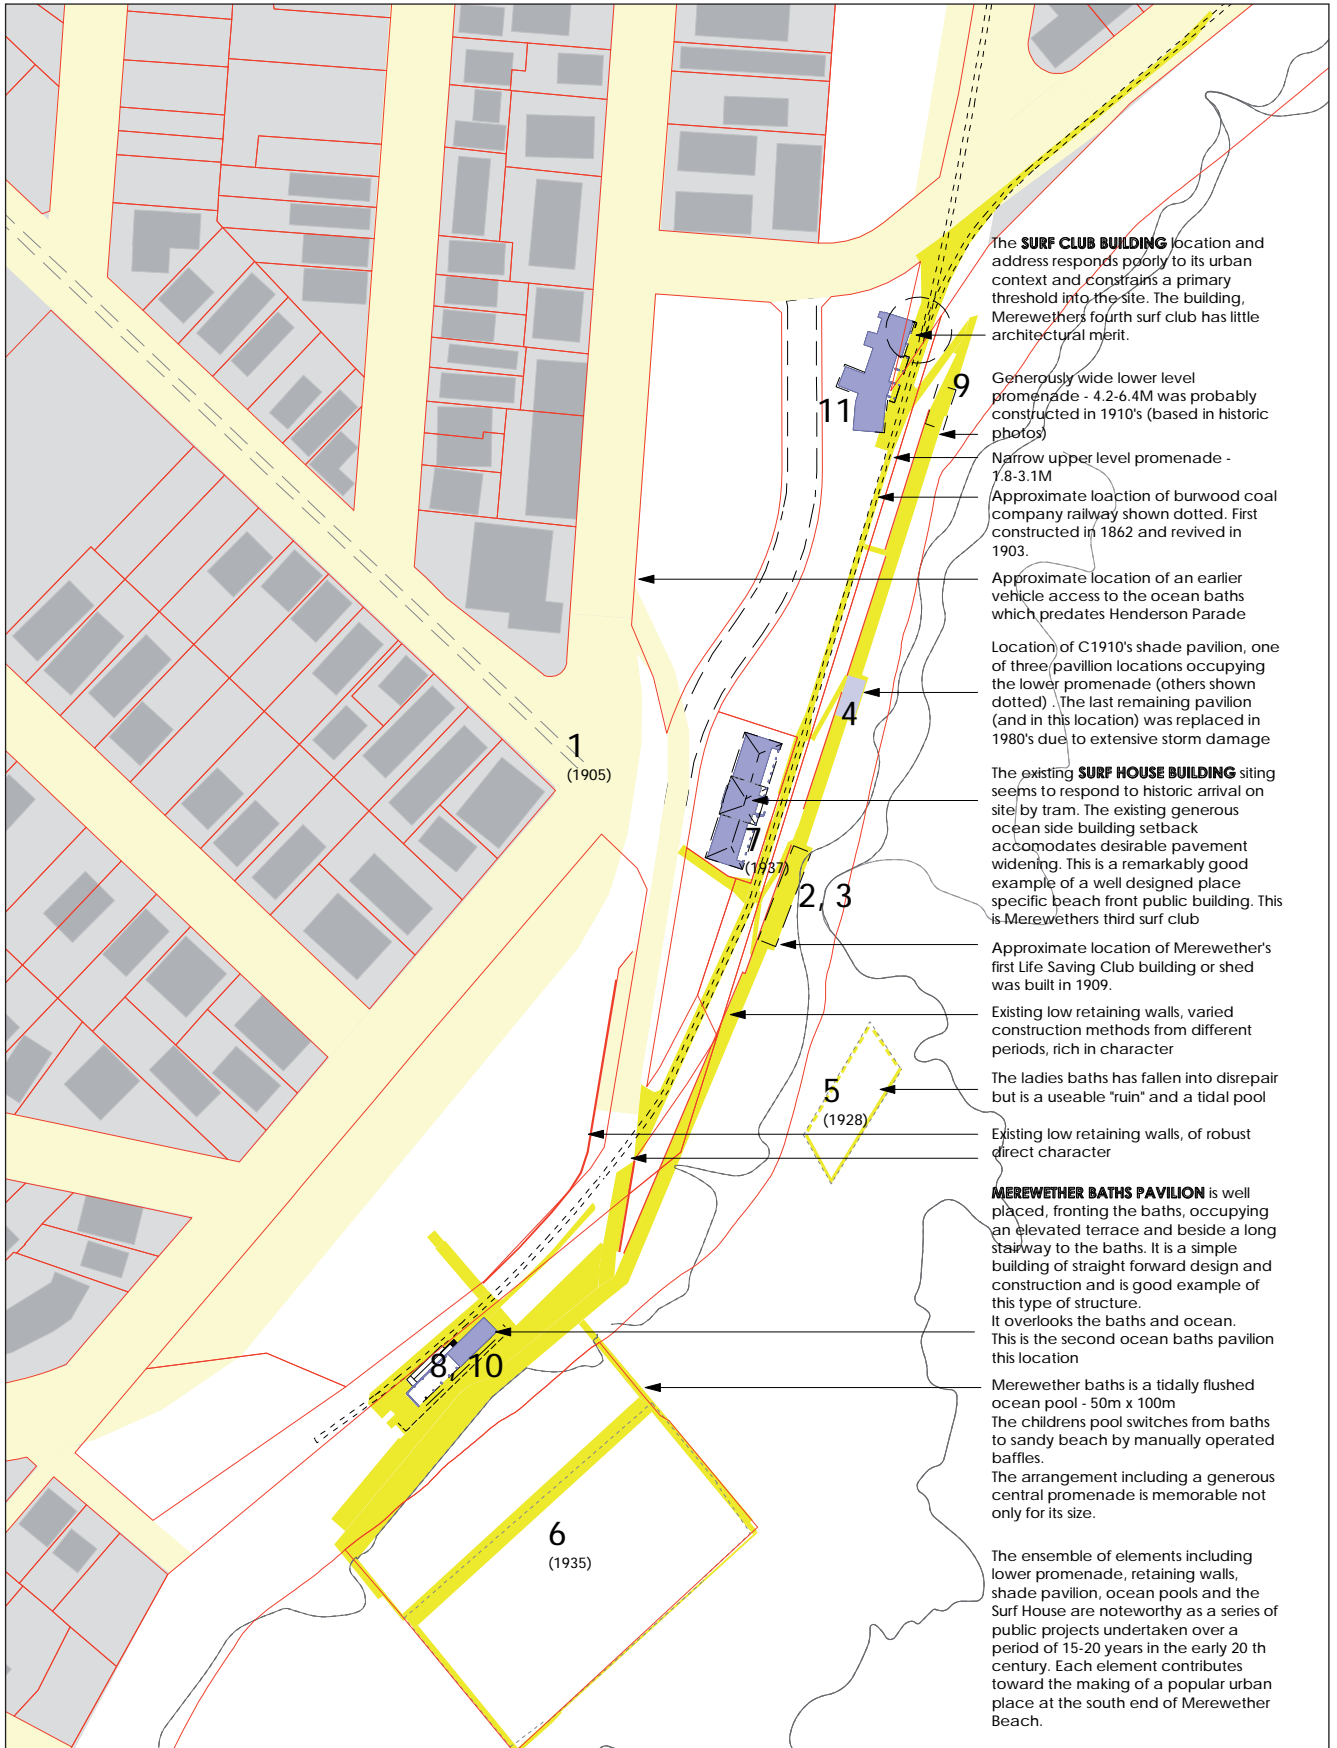 The SURF CLUB BUILDING location and
address responds poorly to its urban
context and constrains a primary
threshold into the site. The building,
Merewethers fourth surf club has little
architectural merit.
9
Generously wide lower level
promenade - 4.2-6.4M was probably
constructed in 1910's (based in historic
photos)
11
Narrow upper level promenade -
1.8-3.1M
Approximate loaction of burwood coal
company railway shown dotted. First
constructed in 1862 and revived in
1903.
Approximate location of an earlier
vehicle access to the ocean baths
which predates Henderson Parade
Location of C1910's shade pavilion, one
of three pavillion locations occupying
the lower promenade (others shown
dotted) . The last remaining pavilion
(and in this location) was replaced in
1980's due to extensive storm damage
4
1
(1905)
The existing SURF HOUSE BUILDING siting
seems to respond to historic arrival on
site by tram. The existing generous
ocean side building setback
accomodates desirable pavement
widening. This is a remarkably good
example of a well designed place
specific beach front public building. This
is Merewethers third surf club
7
(1937)
2, 3
Approximate location of Merewether's
first Life Saving Club building or shed
was built in 1909.
Existing low retaining walls, varied
construction methods from different
periods, rich in character
The ladies baths has fallen into disrepair
but is a useable "ruin" and a tidal pool
5
(1928)
Existing low retaining walls, of robust
direct character
MEREWETHER BATHS PAVILION is well
placed, fronting the baths, occupying
an elevated terrace and beside a long
stairway to the baths. It is a simple
building of straight forward design and
construction and is good example of
this type of structure.
It overlooks the baths and ocean.
This is the second ocean baths pavilion
this location
8, 10
Merewether baths is a tidally flushed
ocean pool - 50m x 100m
The childrens pool switches from baths
to sandy beach by manually operated
baffles.
The arrangement including a generous
central promenade is memorable not
only for its size.
6
(1935)
The ensemble of elements including
lower promenade, retaining walls,
shade pavilion, ocean pools and the
Surf House are noteworthy as a series of
public projects undertaken over a
period of 15-20 years in the early 20 th
century. Each element contributes
toward the making of a popular urban
place at the south end of Merewether
Beach.